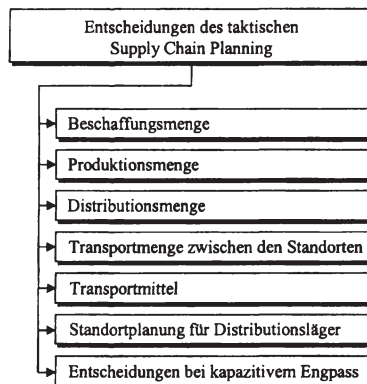 Entscheidungen des taktischen
Supply Chain Planning
Beschaffungsmenge
Produktionsmenge
Distributionsmenge
Transportmenge zwischen den Standorten
Transportmittel
Standortplanung für Distributionsläger
Entscheidungen bei kapazitivem Engpass